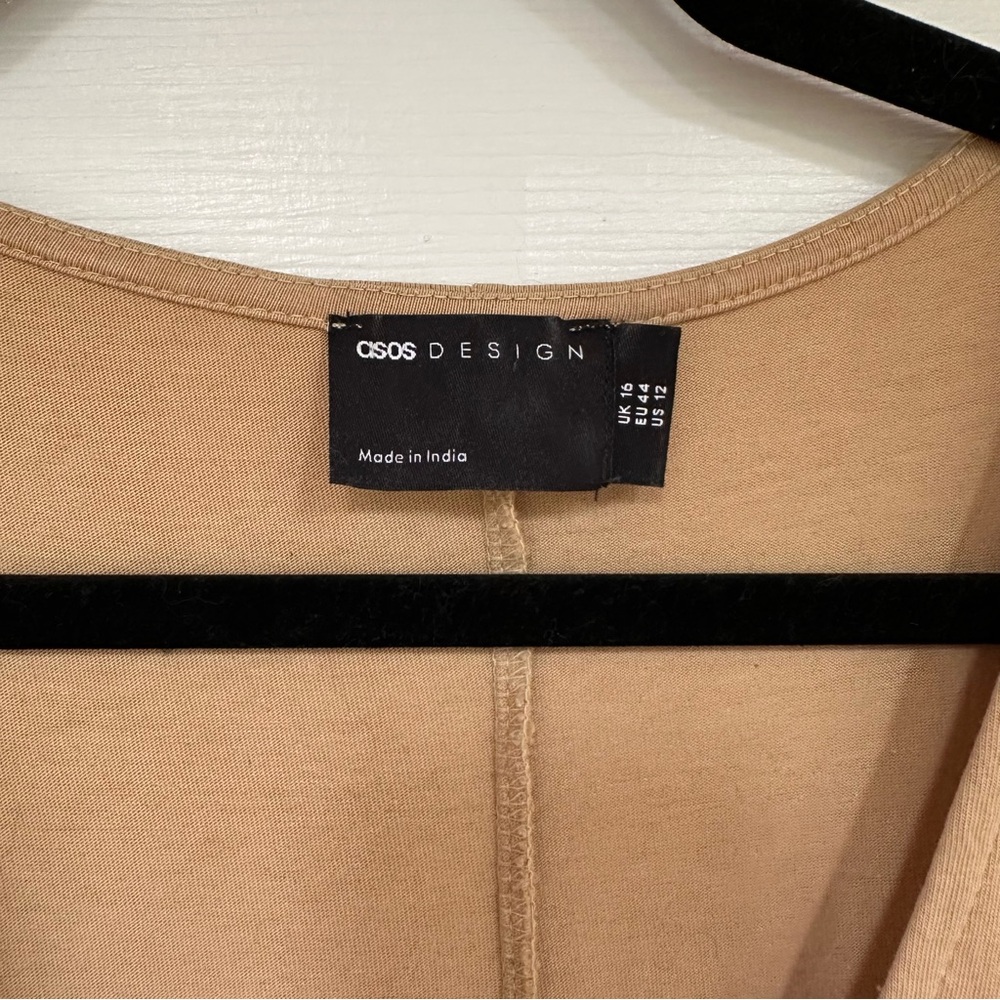 asos DESIGN
Made in India
UK 16
EU 44
US 12